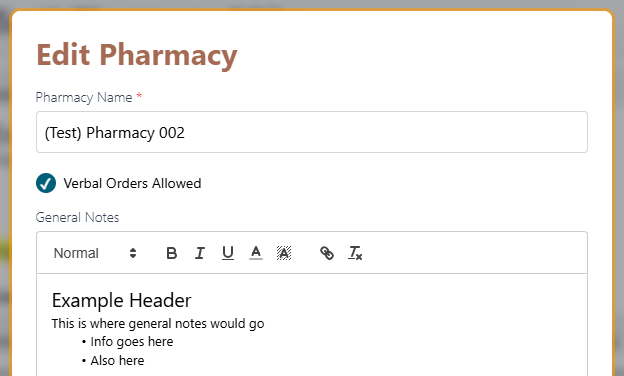 Edit Pharmacy
Pharmacy Name *
(Test) Pharmacy 002
Verbal Orders Allowed
General Notes
Normal B I U A A Tx
Example Header
This is where general notes would go
• Info goes here
• Also here